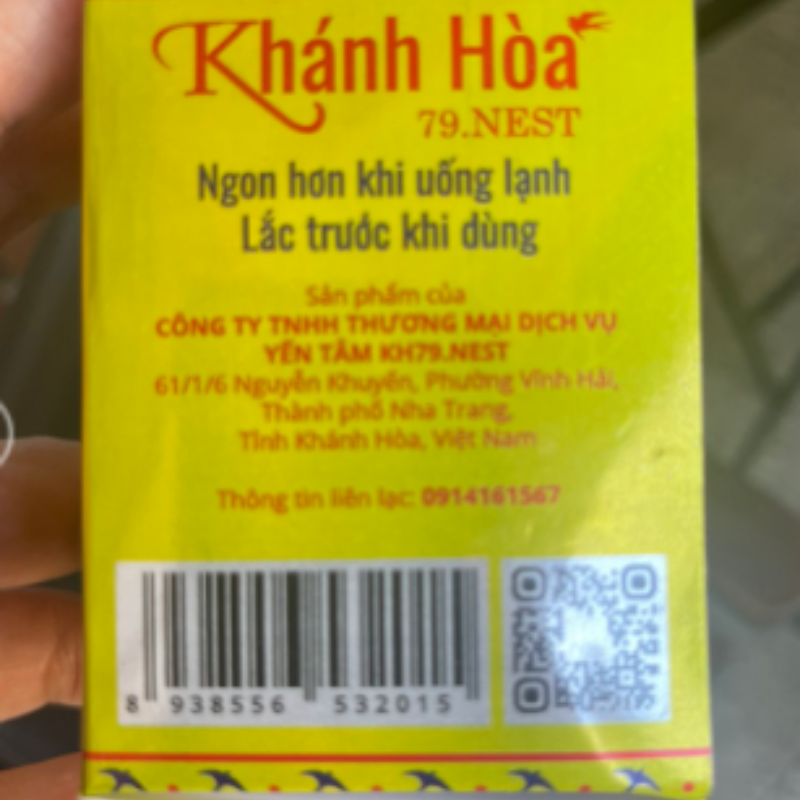 Khánh Hòa
79.NEST
Ngon hơn khi uống lạnh
Lắc trước khi dùng
Sản phẩm của
CÔNG TY TNHH THƯƠNG MẠI DỊCH VỤ
YẾN TÂM KH79.NEST
61/1/6 Nguyễn Khuyến, Phường Vĩnh Hải,
Thành phố Nha Trang,
Tỉnh Khánh Hòa, Việt Nam
Thông tin liên lạc: 0914161567
8 938556 532015